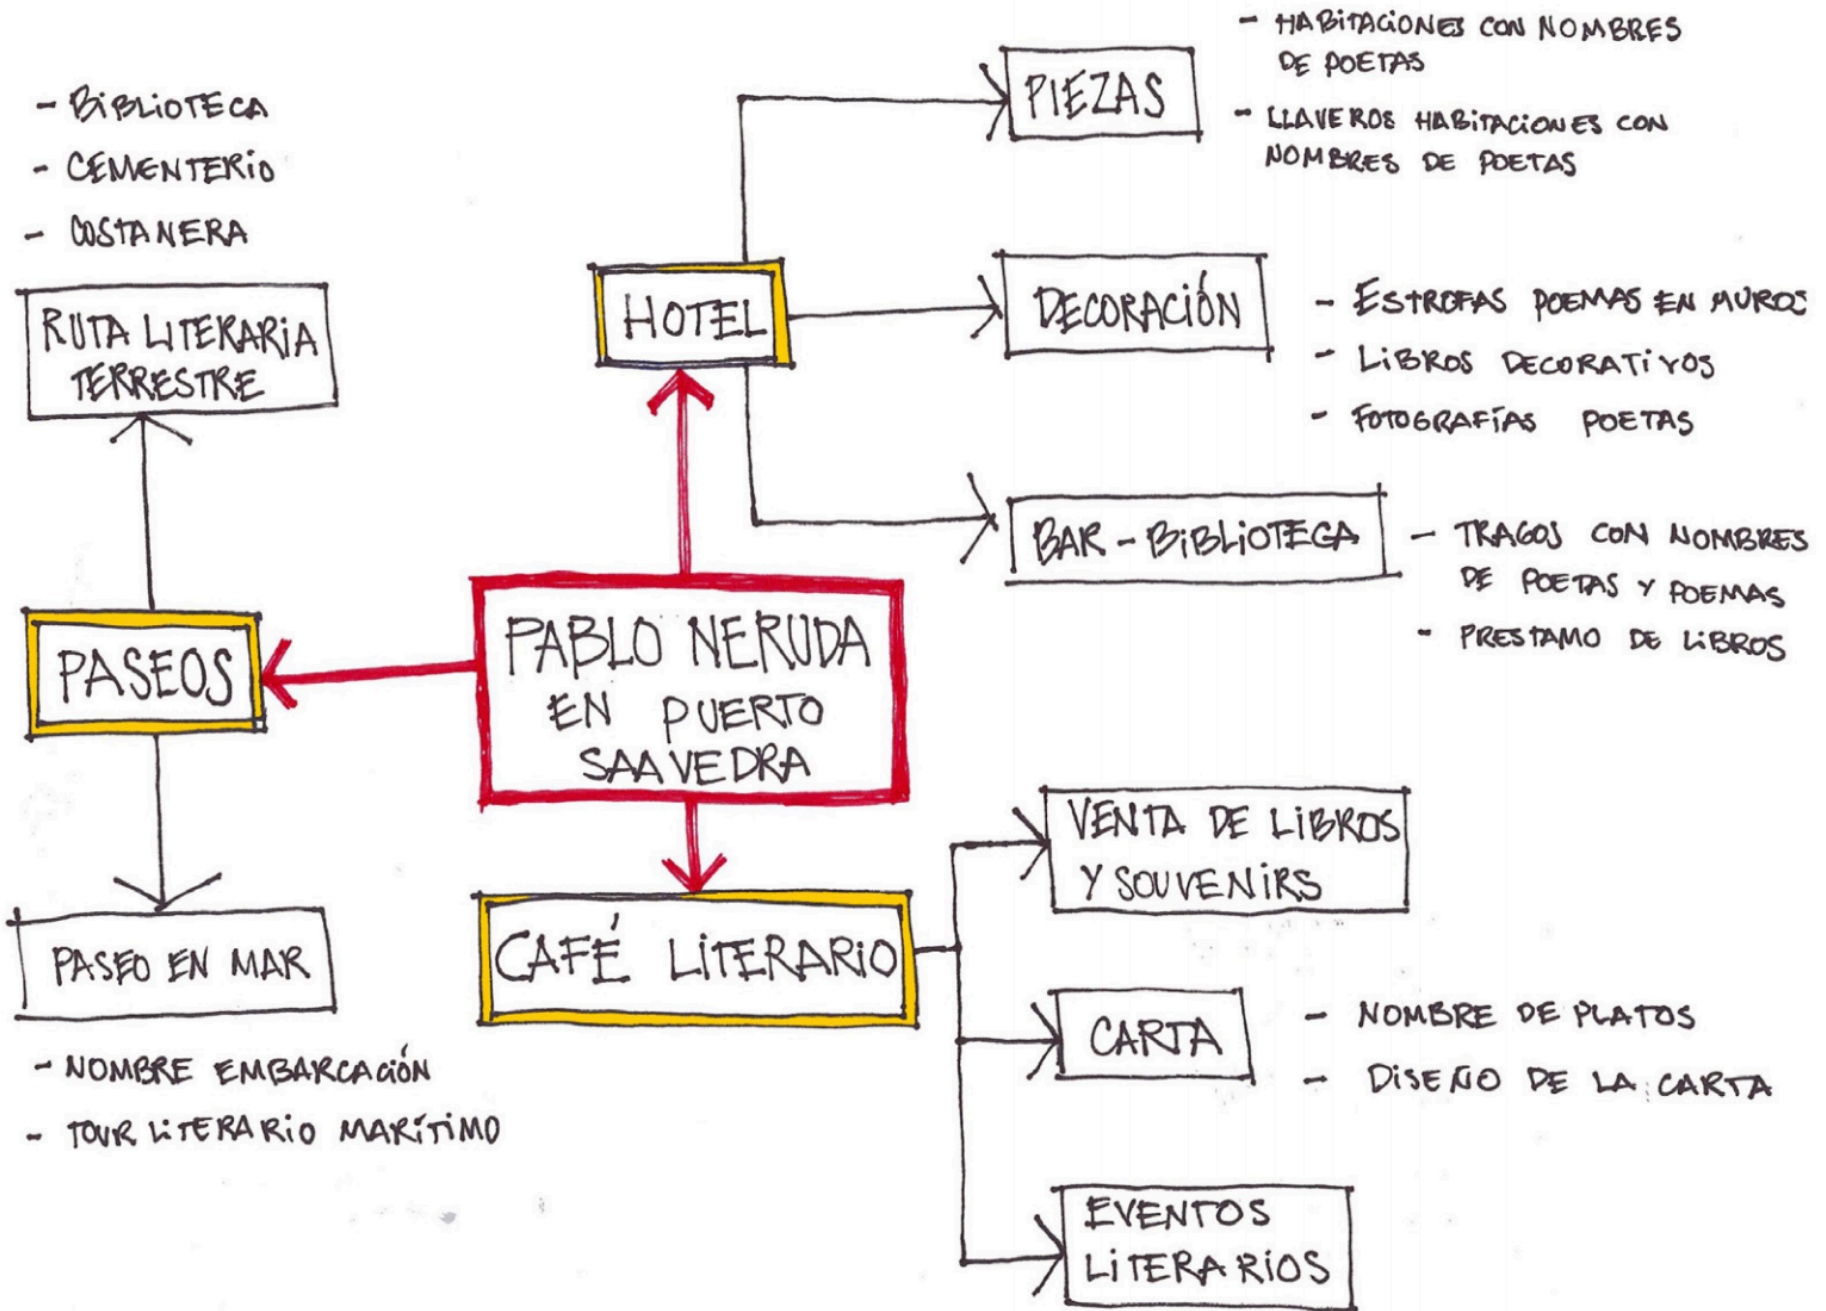 - BIBLIOTECA
- CEMENTERIO
- COSTANERA
RUTA LITERARIA
TERRESTRE
PASEOS
PASEO EN MAR
- NOMBRE EMBARCACIÓN
- TOUR LITERARIO MARÍTIMO
PABLO NERUDA
EN PUERTO
SAAVEDRA
HOTEL
PIEZAS
- HABITACIONES CON NOMBRES
DE POETAS
- LLAVEROS HABITACIONES CON
NOMBRES DE POETAS
DECORACIÓN
- ESTROFAS POEMAS EN MUROS
- LIBROS DECORATIVOS
- FOTOGRAFÍAS POETAS
BAR - BIBLIOTECA
- TRAGOS CON NOMBRES
DE POETAS Y POEMAS
- PRESTAMO DE LIBROS
CAFÉ LITERARIO
VENTA DE LIBROS
Y SOUVENIRS
CARTA
- NOMBRE DE PLATOS
- DISEÑO DE LA CARTA
EVENTOS
LITERARIOS